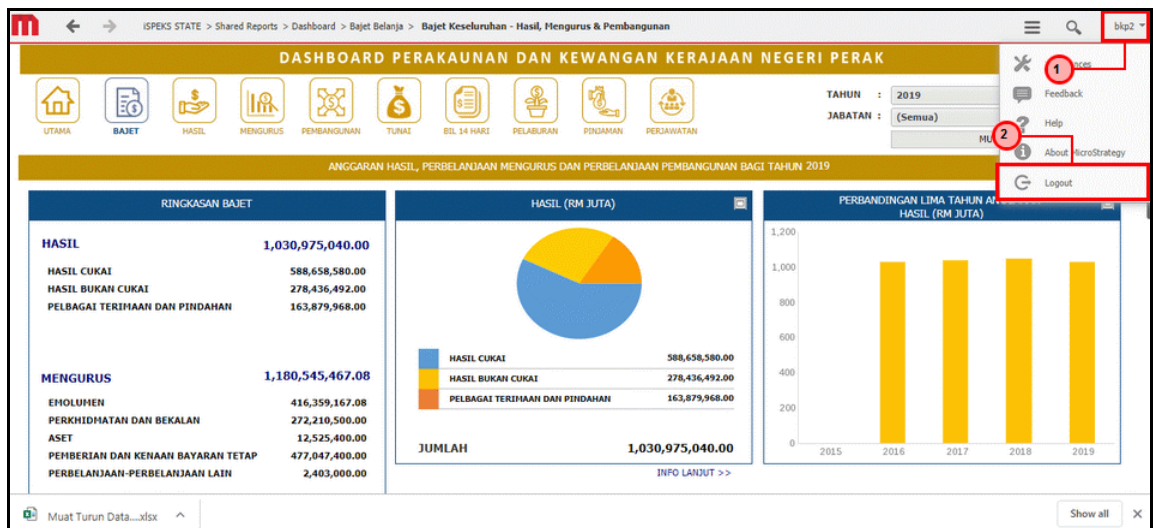 iSPEKS STATE > Shared Reports > Dashboard > Bajet Belanja > Bajet Keseluruhan - Hasil, Mengurus & Pembangunan
bkp2
DASHBOARD PERAKAUNAN DAN KEWANGAN KERAJAAN NEGERI PERAK
1
Feedback
Help
2
About MicroStrategy
Logout
UTAMA BAJET HASIL MENGURUS PEMBANGUNAN TUNAI BIL 14 HARI PELABURAN PINJAMAN PERJAWATAN
TAHUN : 2019
JABATAN : (Semua)
ANGGARAN HASIL, PERBELANJAAN MENGURUS DAN PERBELANJAAN PEMBANGUNAN BAGI TAHUN 2019
RINGKASAN BAJET
HASIL 1,030,975,040.00
HASIL CUKAI 588,658,580.00
HASIL BUKAN CUKAI 278,436,492.00
PELBAGAI TERIMAAN DAN PINDAHAN 163,879,968.00
MENGURUS 1,180,545,467.08
EMOLUMEN 416,359,167.08
PERKHIDMATAN DAN BEKALAN 272,210,500.00
ASET 12,525,400.00
PEMBERIAN DAN KENAAN BAYARAN TETAP 477,047,400.00
PERBELANJAAN-PERBELANJAAN LAIN 2,403,000.00
HASIL (RM JUTA)
HASIL CUKAI 588,658,580.00
HASIL BUKAN CUKAI 278,436,492.00
PELBAGAI TERIMAAN DAN PINDAHAN 163,879,968.00
JUMLAH 1,030,975,040.00
INFO LANJUT >>
PERBANDINGAN LIMA TAHUN
HASIL (RM JUTA)
1,200
1,000
800
600
400
200
0
2015 2016 2017 2018 2019
Muat Turun Data....xlsx
Show all